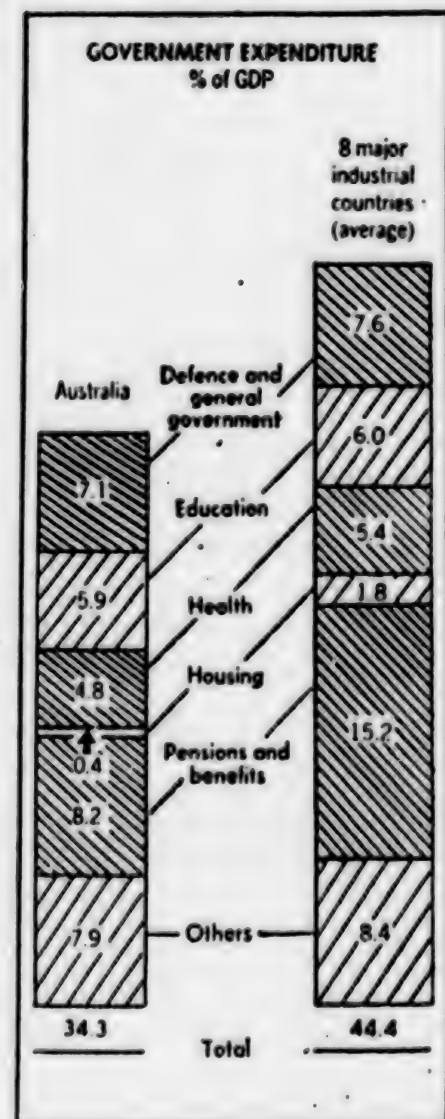 GOVERNMENT EXPENDITURE
% of GDP
8 major
industrial
countries
(average)
Australia
Defence and
general
government
Education
Health
Housing
Pensions and
benefits
Others
7.1
5.9
4.8
0.4
8.2
7.9
7.6
6.0
5.4
1.8
15.2
8.4
34.3
Total
44.4